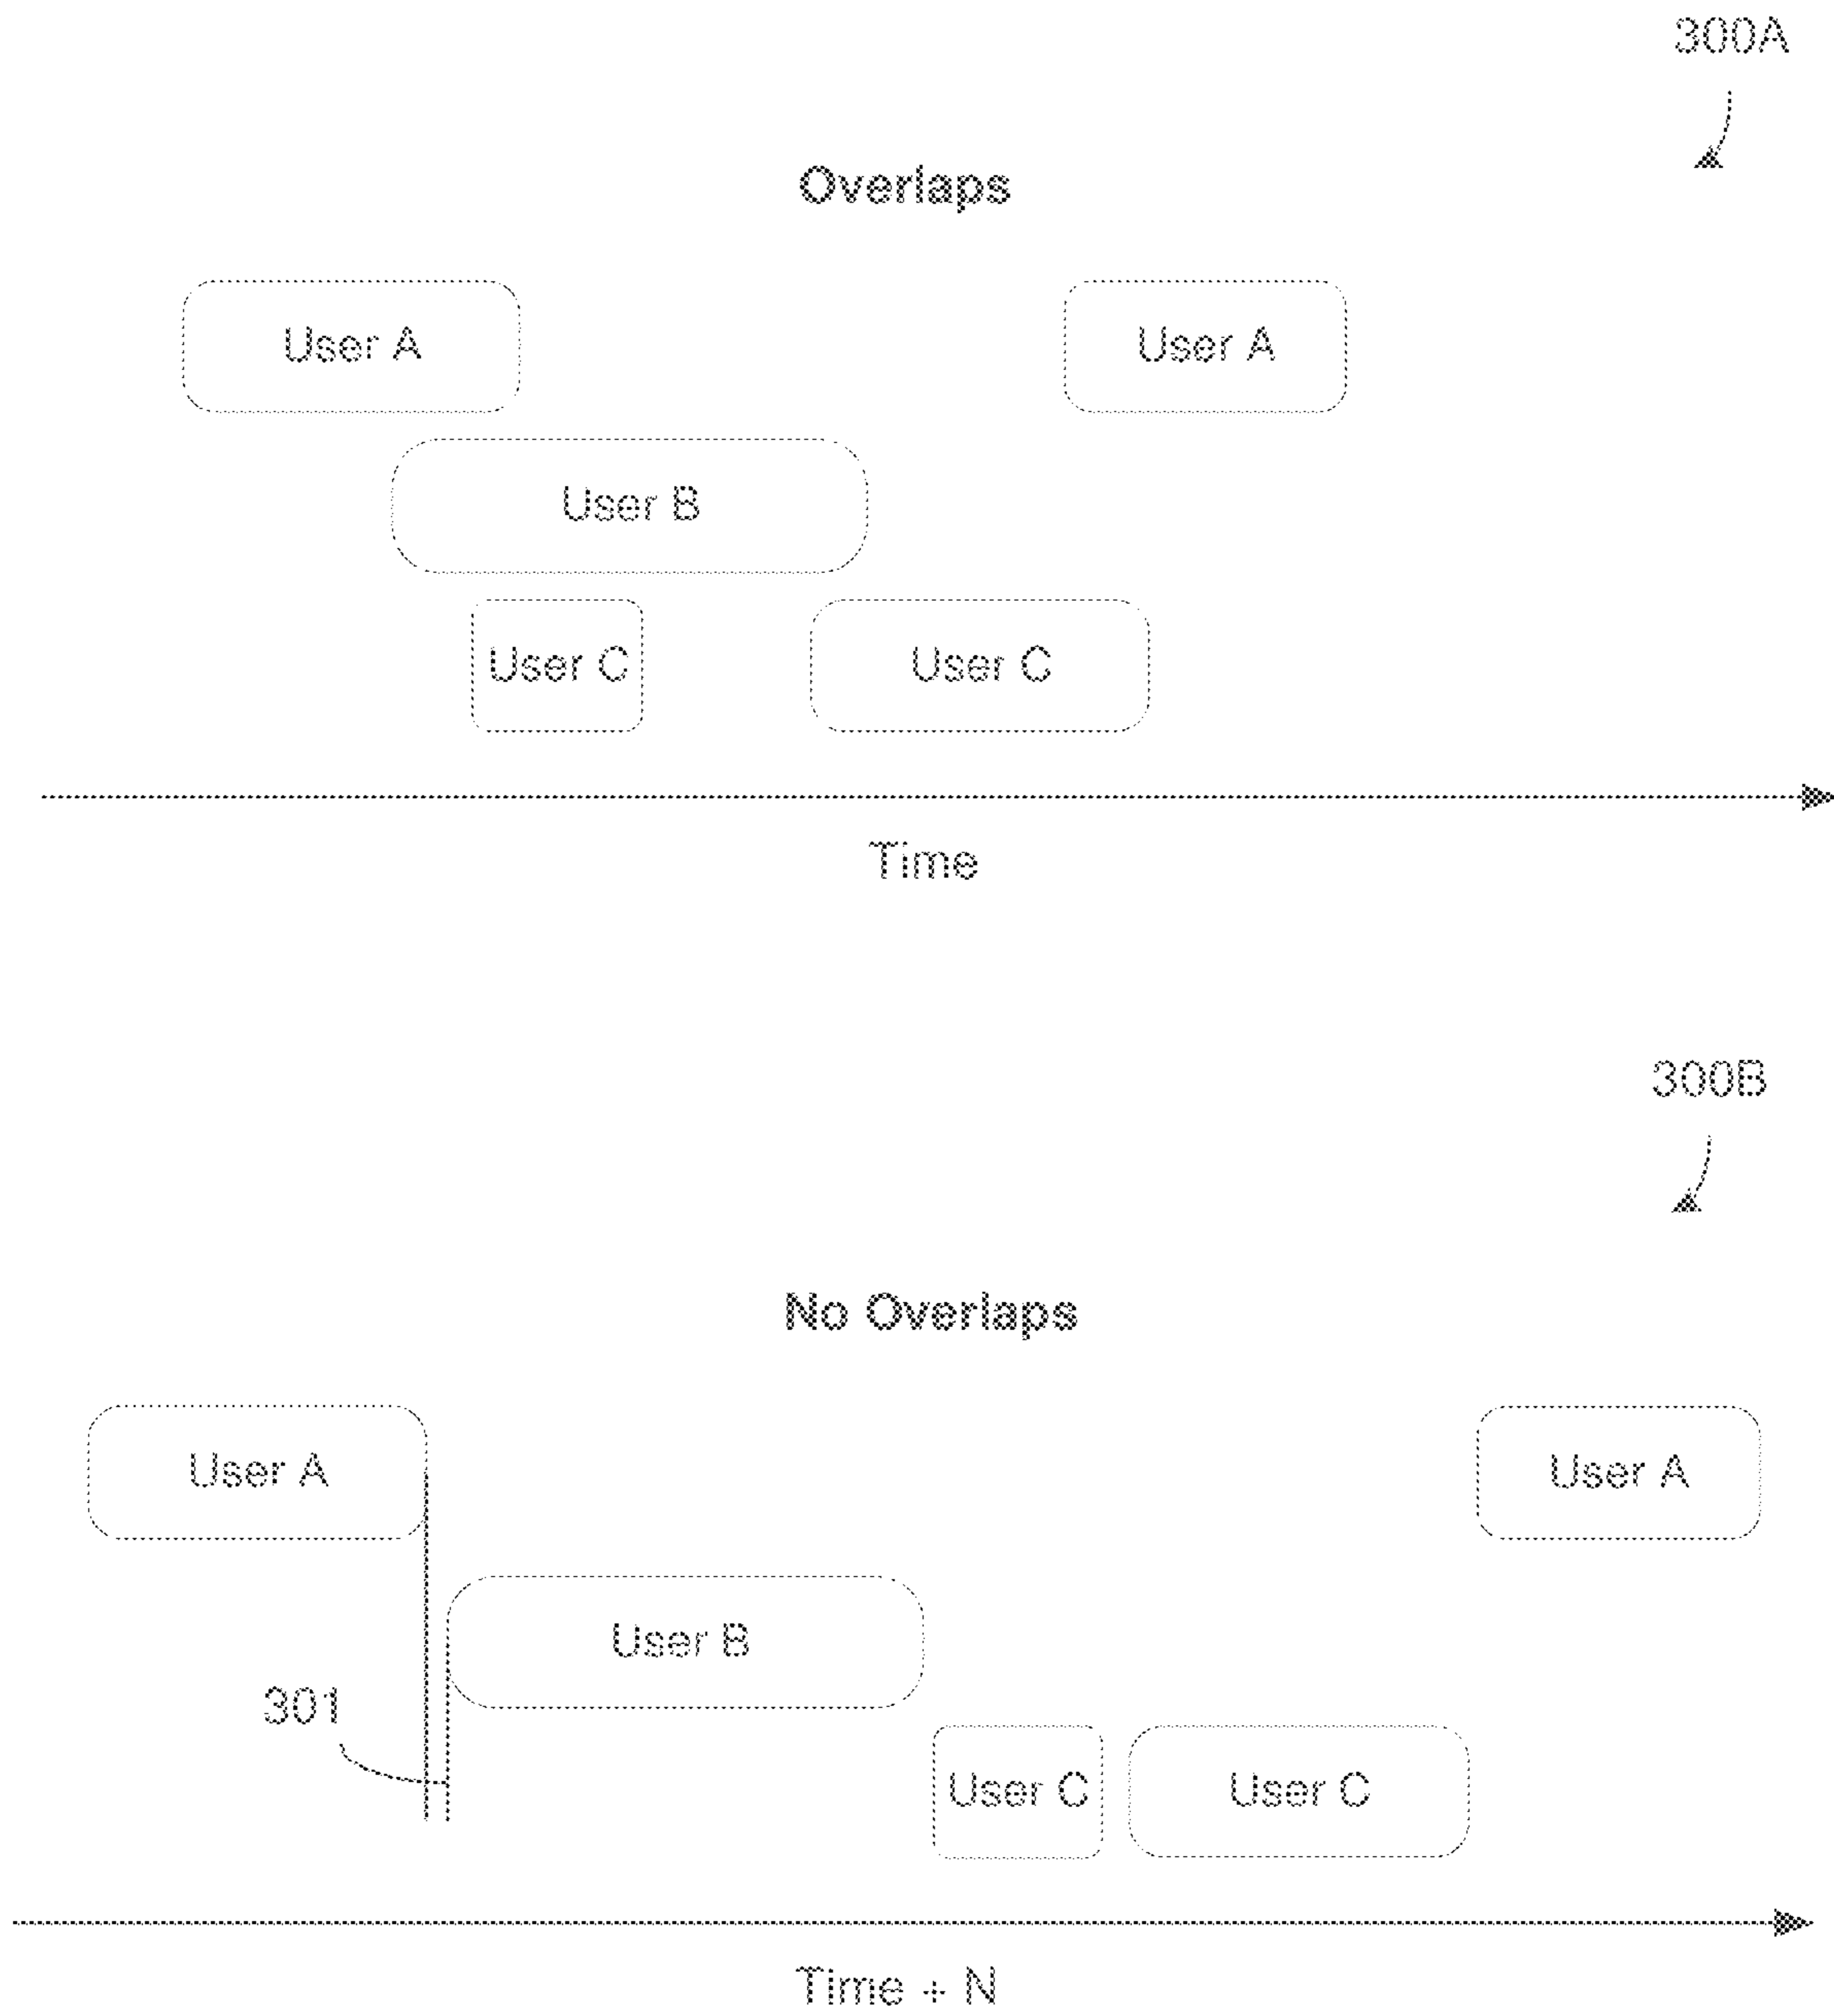 300A
Overlaps
User A
User A
User B
User C
User C
Time
300B
No Overlaps
User A
User A
User B
301
User C
User C
Time + N